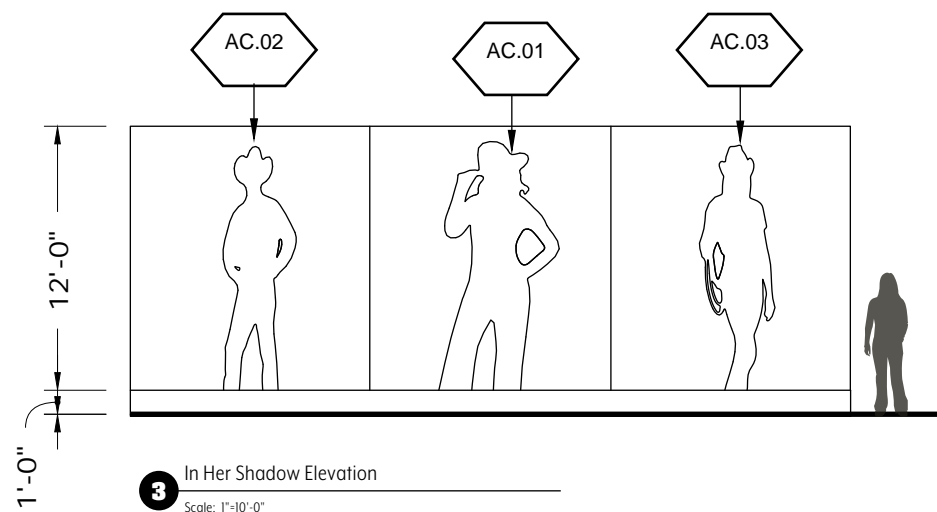 AC.02
AC.01
AC.03
12'-0"
1'-0"
3
In Her Shadow Elevation
Scale: 1"=10'-0"